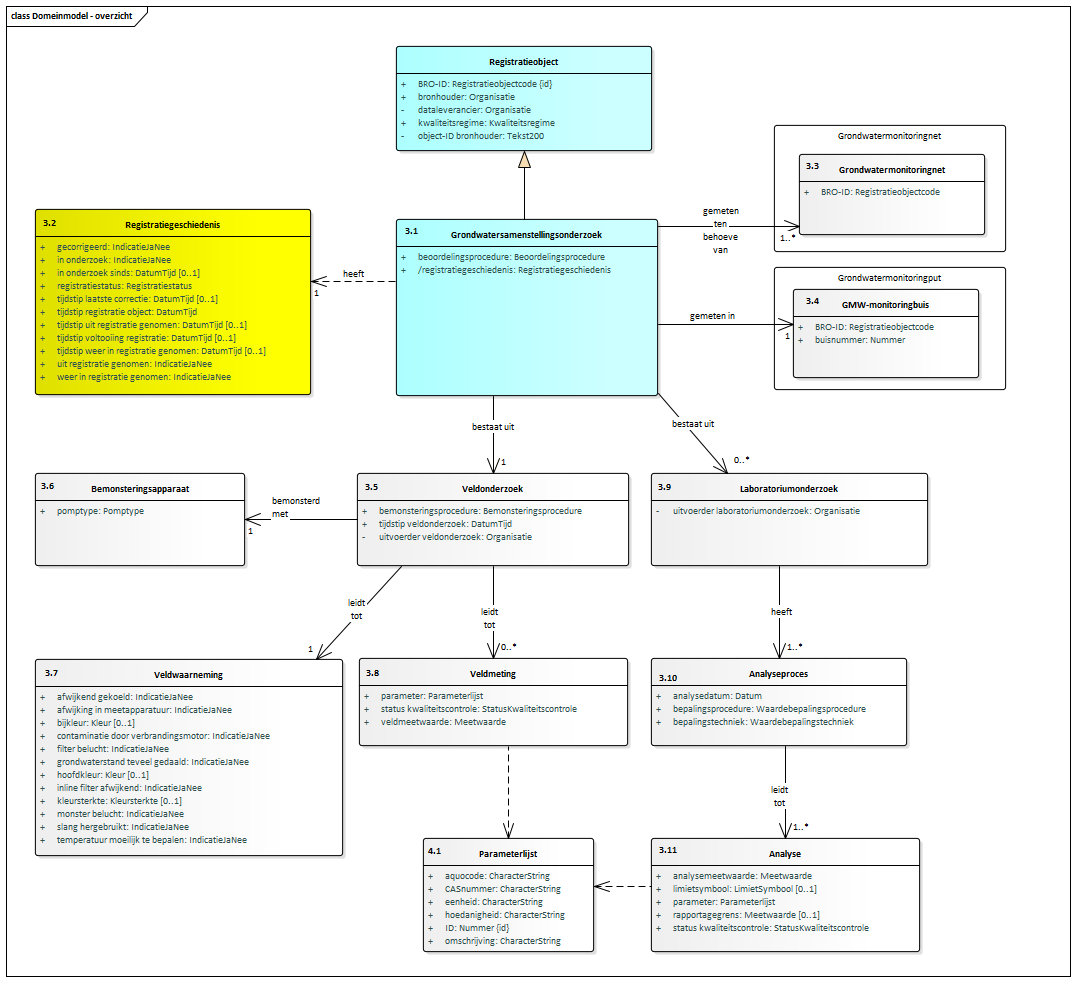 class Domeinmodel - overzicht
Registratieobject
+ BRO-ID: Registratieobjectcode {id}
+ bronhouder: Organisatie
- dataleverancier: Organisatie
+ kwaliteitsregime: Kwaliteitsregime
- object-ID bronhouder: Tekst200
Grondwatermonitoringnet
3.3 Grondwatermonitoringnet
+ BRO-ID: Registratieobjectcode
gemeten
ten
behoeve
van
1..*
3.2 Registratiegeschiedenis
+ gecorrigeerd: IndicatieJaNee
+ in onderzoek: IndicatieJaNee
+ in onderzoek sinds: DatumTijd [0..1]
+ registratiestatus: Registratiestatus
+ tijdstip laatste correctie: DatumTijd [0..1]
+ tijdstip registratie object: DatumTijd
+ tijdstip uit registratie genomen: DatumTijd [0..1]
+ tijdstip voltooiing registratie: DatumTijd [0..1]
+ tijdstip weer in registratie genomen: DatumTijd [0..1]
+ uit registratie genomen: IndicatieJaNee
+ weer in registratie genomen: IndicatieJaNee
heeft
1
3.1 Grondwatersamenstellingsonderzoek
+ beoordelingsprocedure: Beoordelingsprocedure
+ /registratiegeschiedenis: Registratiegeschiedenis
Grondwatermonitoringput
3.4 GMW-monitoringbuis
+ BRO-ID: Registratieobjectcode
+ buisnummer: Nummer
gemeten in
1
bestaat uit
1
bestaat uit
0..*
3.6 Bemonsteringsapparaat
+ pomptype: Pomptype
bemonsterd
met
1
3.5 Veldonderzoek
+ bemonsteringsprocedure: Bemonsteringsprocedure
+ tijdstip veldonderzoek: DatumTijd
- uitvoerder veldonderzoek: Organisatie
3.9 Laboratoriumonderzoek
- uitvoerder laboratoriumonderzoek: Organisatie
leidt
tot
1
leidt
tot
0..*
heeft
1..*
3.7 Veldwaarneming
+ afwijkend gekoeld: IndicatieJaNee
+ afwijking in meetapparatuur: IndicatieJaNee
+ bijkleur: Kleur [0..1]
+ contaminatie door verbrandingsmotor: IndicatieJaNee
+ filter belucht: IndicatieJaNee
+ grondwaterstand teveel gedaald: IndicatieJaNee
+ hoofdkleur: Kleur [0..1]
+ inline filter afwijkend: IndicatieJaNee
+ kleursterkte: Kleursterkte [0..1]
+ monster belucht: IndicatieJaNee
+ slang hergebruikt: IndicatieJaNee
+ temperatuur moeilijk te bepalen: IndicatieJaNee
3.8 Veldmeting
+ parameter: Parameterlijst
+ status kwaliteitscontrole: StatusKwaliteitscontrole
+ veldmeetwaarde: Meetwaarde
3.10 Analyseproces
+ analysedatum: Datum
+ bepalingsprocedure: Waardebepalingsprocedure
+ bepalingstechniek: Waardebepalingstechniek
leidt
tot
1..*
4.1 Parameterlijst
+ aquocode: CharacterString
+ CASnummer: CharacterString
+ eenheid: CharacterString
+ hoedanigheid: CharacterString
+ ID: Nummer {id}
+ omschrijving: CharacterString
3.11 Analyse
+ analysemeetwaarde: Meetwaarde
+ limietsymbool: LimietSymbool [0..1]
+ parameter: Parameterlijst
+ rapportagegrens: Meetwaarde [0..1]
+ status kwaliteitscontrole: StatusKwaliteitscontrole